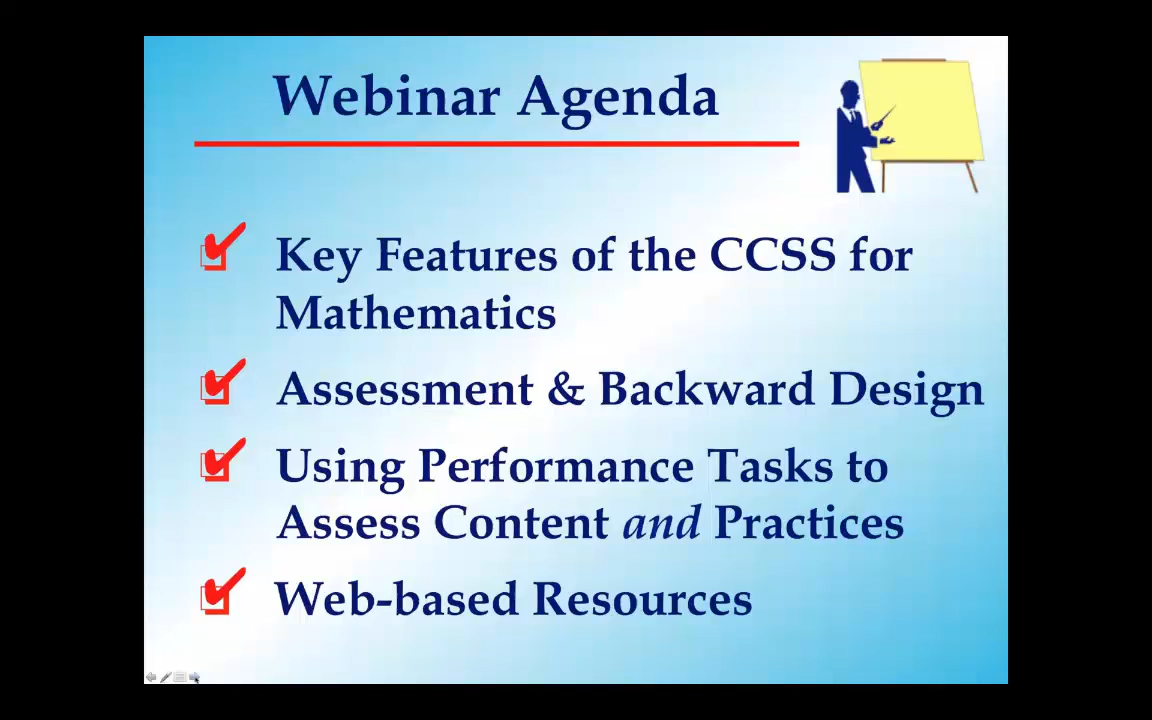 Webinar Agenda
Key Features of the CCSS for
Mathematics
Assessment & Backward Design
Using Performance Tasks to
Assess Content and Practices
Web-based Resources